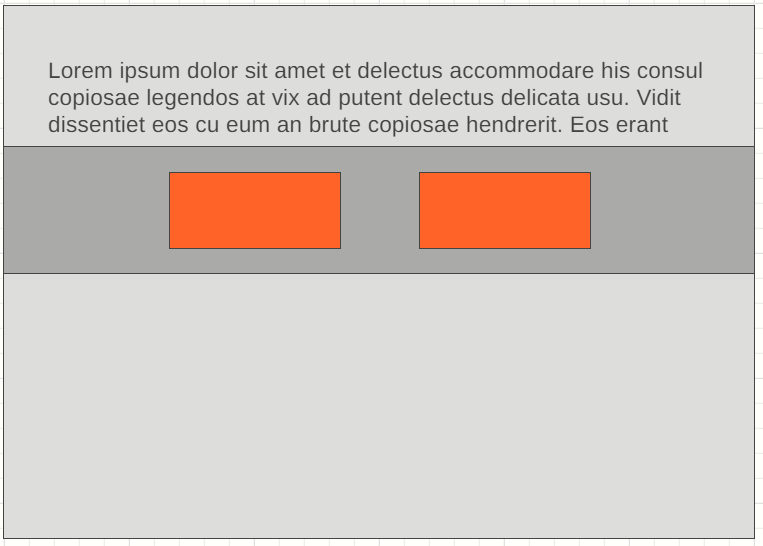 Lorem ipsum dolor sit amet et delectus accommodare his consul
copiosae legendos at vix ad putent delectus delicata usu. Vidit
dissentiet eos cu eum an brute copiosae hendrerit. Eos erant